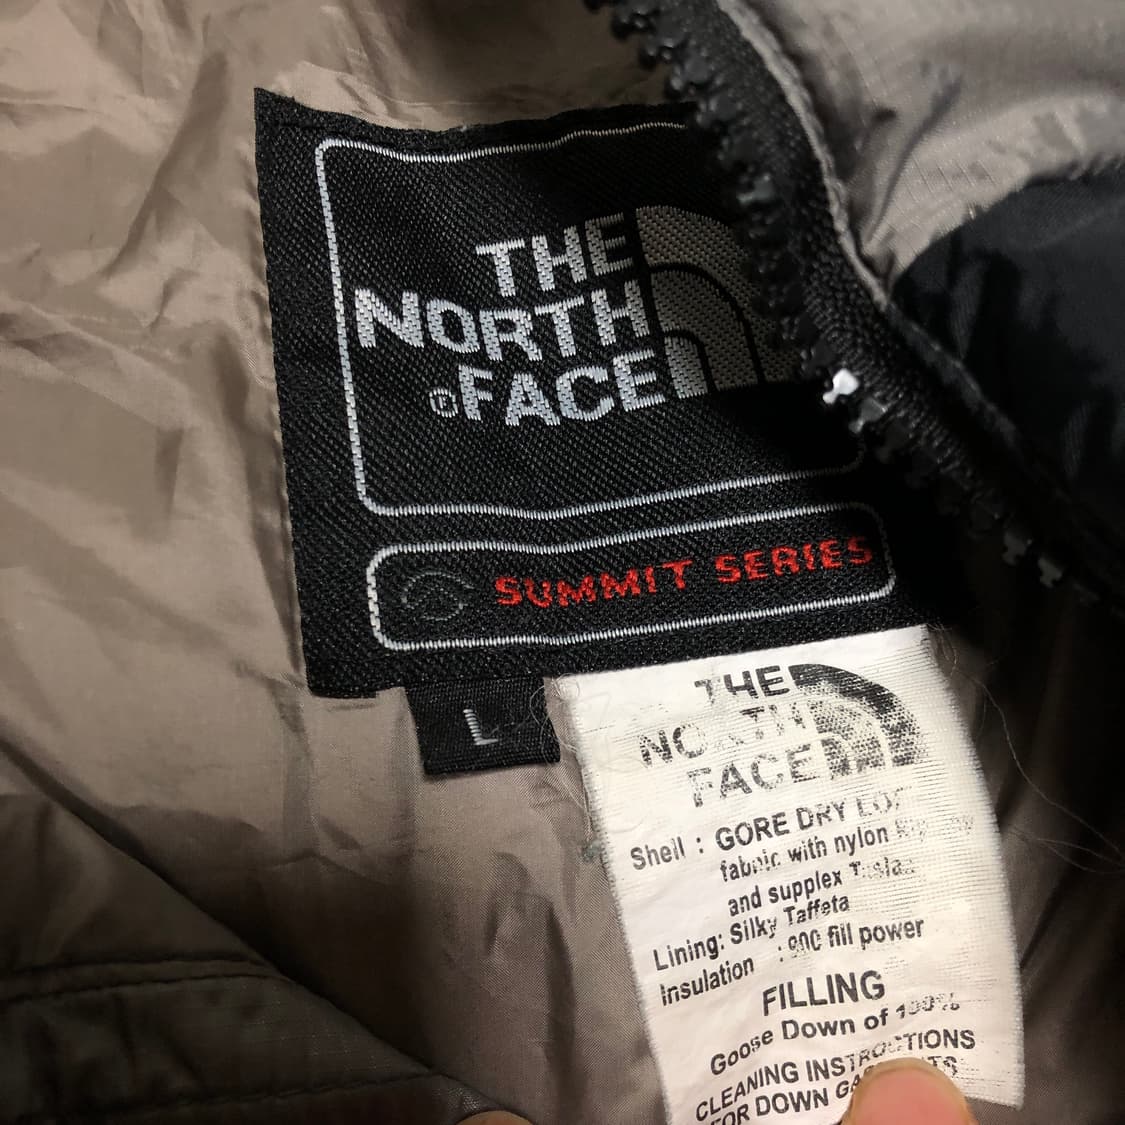 THE
NORTH
®FACE
SUMMIT SERIES
L
THE
NORTH
FACE
Shell : GORE DRY
fabric with nylon
and supplex
Lining: Silky Taffeta
Insulation : 900 fill power
FILLING
Goose Down of 100%
CLEANING INSTRUCTIONS
FOR DOWN